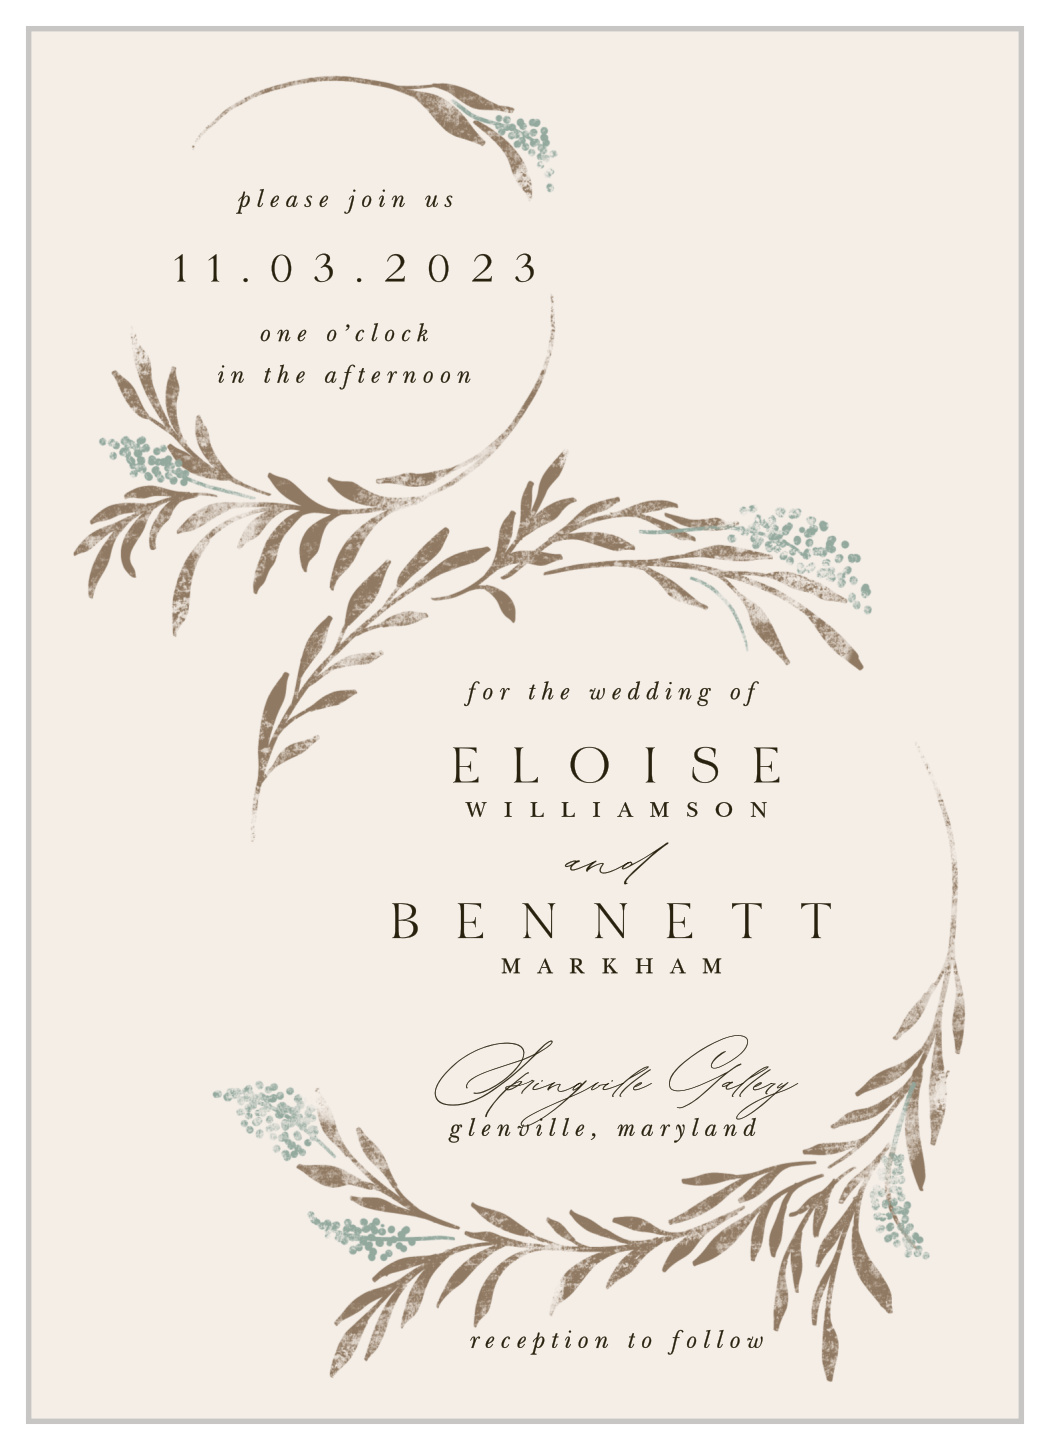 please join us
11.03.2023
one o’clock
in the afternoon
for the wedding of
ELOISE
WILLIAMSON
and
BENNETT
MARKHAM
Springville Gallery
glenville, maryland
reception to follow